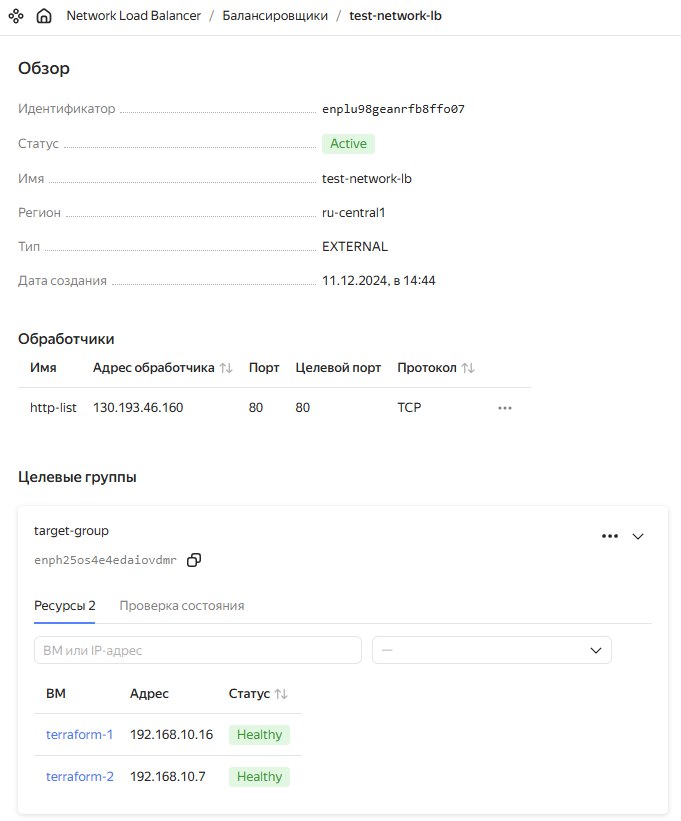 Network Load Balancer / Балансировщики / test-network-lb
Обзор
Идентификатор enplu98geanrfb8ffo07
Статус Active
Имя test-network-lb
Регион ru-central1
Тип EXTERNAL
Дата создания 11.12.2024, в 14:44
Обработчики
Имя Адрес обработчика Порт Целевой порт Протокол
http-list 130.193.46.160 80 80 TCP
Целевые группы
target-group
enph25os4e4edaiovdmr
Ресурсы 2 Проверка состояния
ВМ или IP-адрес —
ВМ Адрес Статус
terraform-1 192.168.10.16 Healthy
terraform-2 192.168.10.7 Healthy